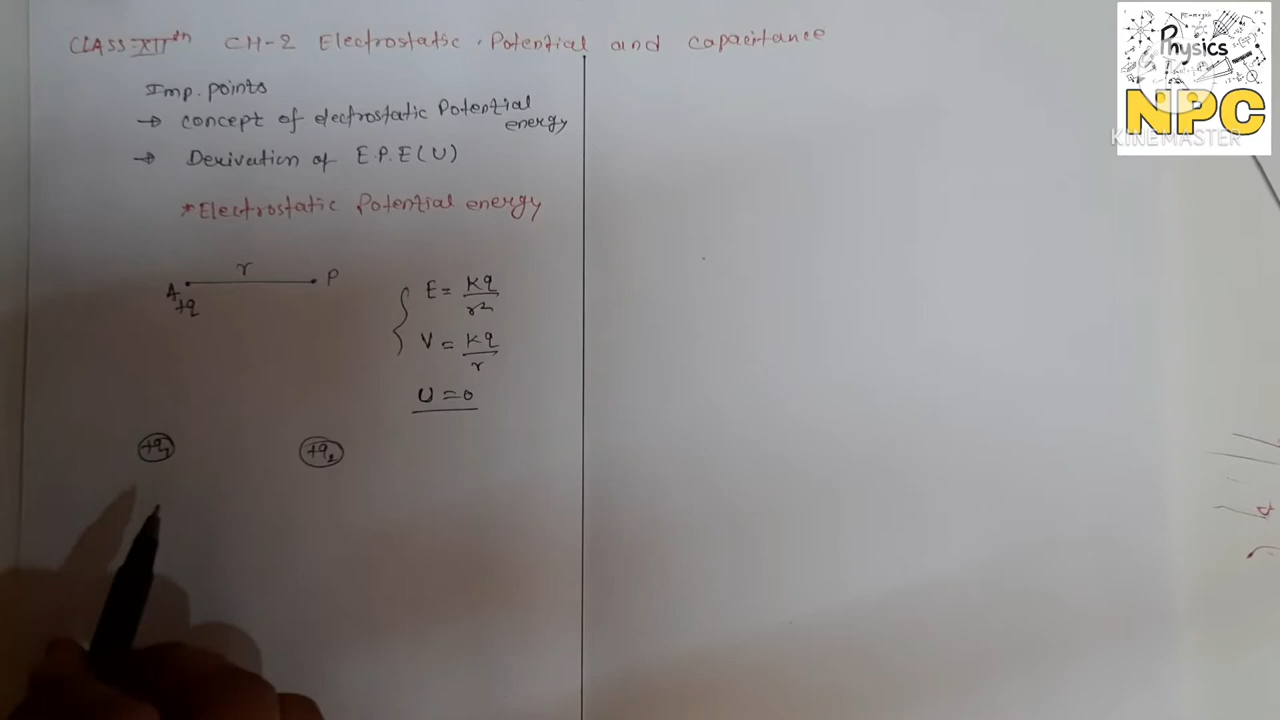 CLASS-XIIth CH-2 Electrostatic Potential and capacitance
Imp. points
→ concept of electrostatic Potential energy
→ Derivation of E.P.E(U)
*Electrostatic Potential energy
r
A P
+q
E = Kq/r²
V = Kq/r
U = 0
+q1 +q2
Physics
NPC
KINEMASTER